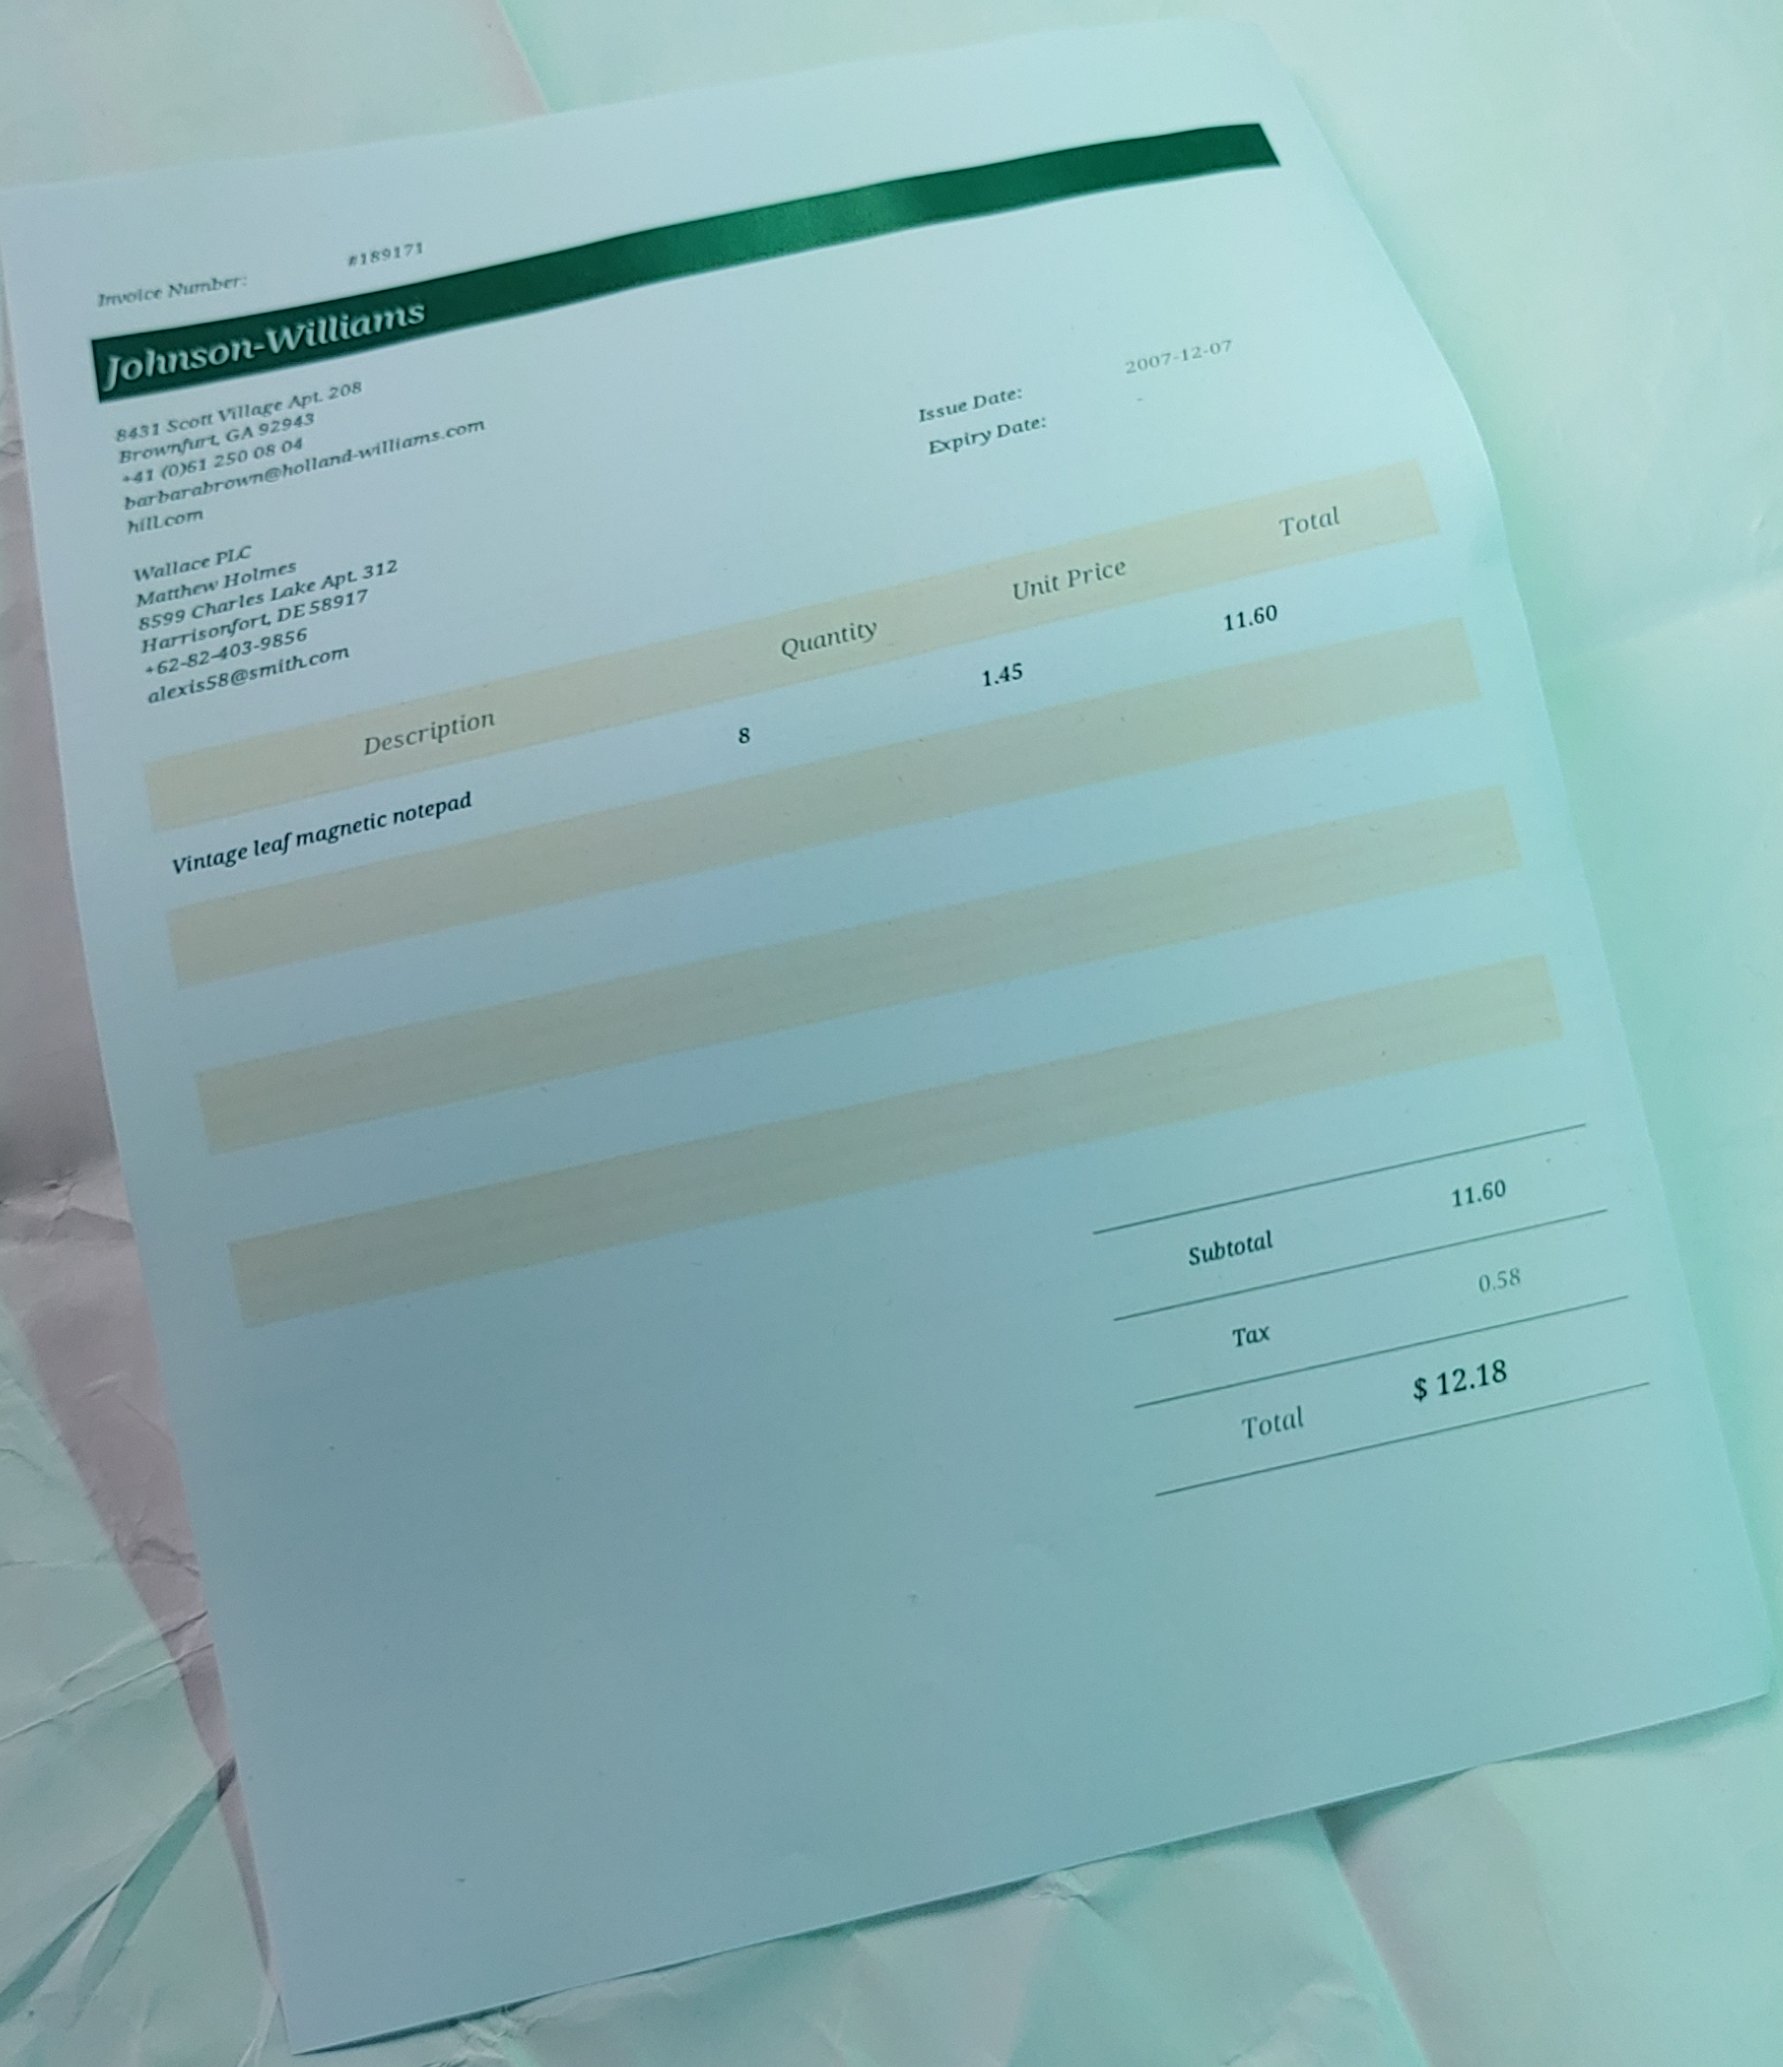 Invoice Number: #189171
Johnson-Williams
8431 Scott Village Apt. 208
Brownfurt, GA 92943
+41 (0)61 250 08 04
barbarabrown@holland-williams.com
hill.com
Issue Date: 2007-12-07
Expiry Date: -
Wallace PLC
Matthew Holmes
8599 Charles Lake Apt. 312
Harrisonfort, DE 58917
+62-82-403-9856
alexis58@smith.com
Description Quantity Unit Price Total
Vintage leaf magnetic notepad 8 1.45 11.60
Subtotal 11.60
Tax 0.58
Total $ 12.18